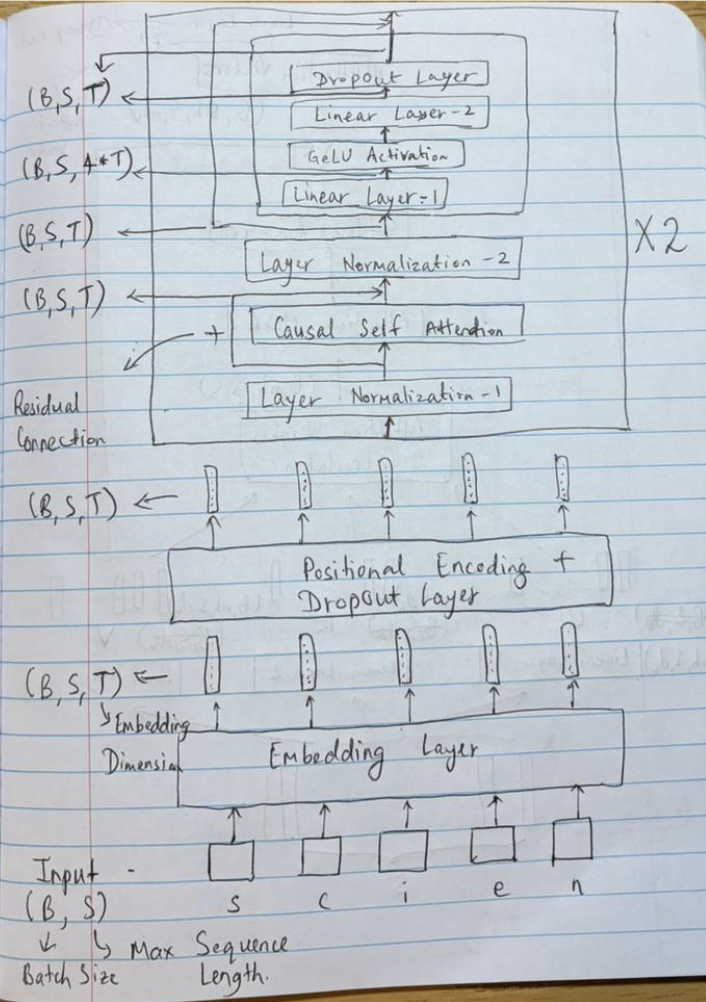 Dropout Layer
(B, S, T)
Linear Layer-2
GeLU Activation
(B, S, 4*T)
Linear Layer-1
(B, S, T)
X2
Layer Normalization -2
(B, S, T)
+
Causal Self Attention
Layer Normalization -1
Residual
Connection
(B, S, T)
Positional Encoding +
Dropout Layer
(B, S, T)
Embedding
Dimension
Embedding Layer
Input -
(B, S)
s c i e n
Max Sequence
Length.
Batch Size